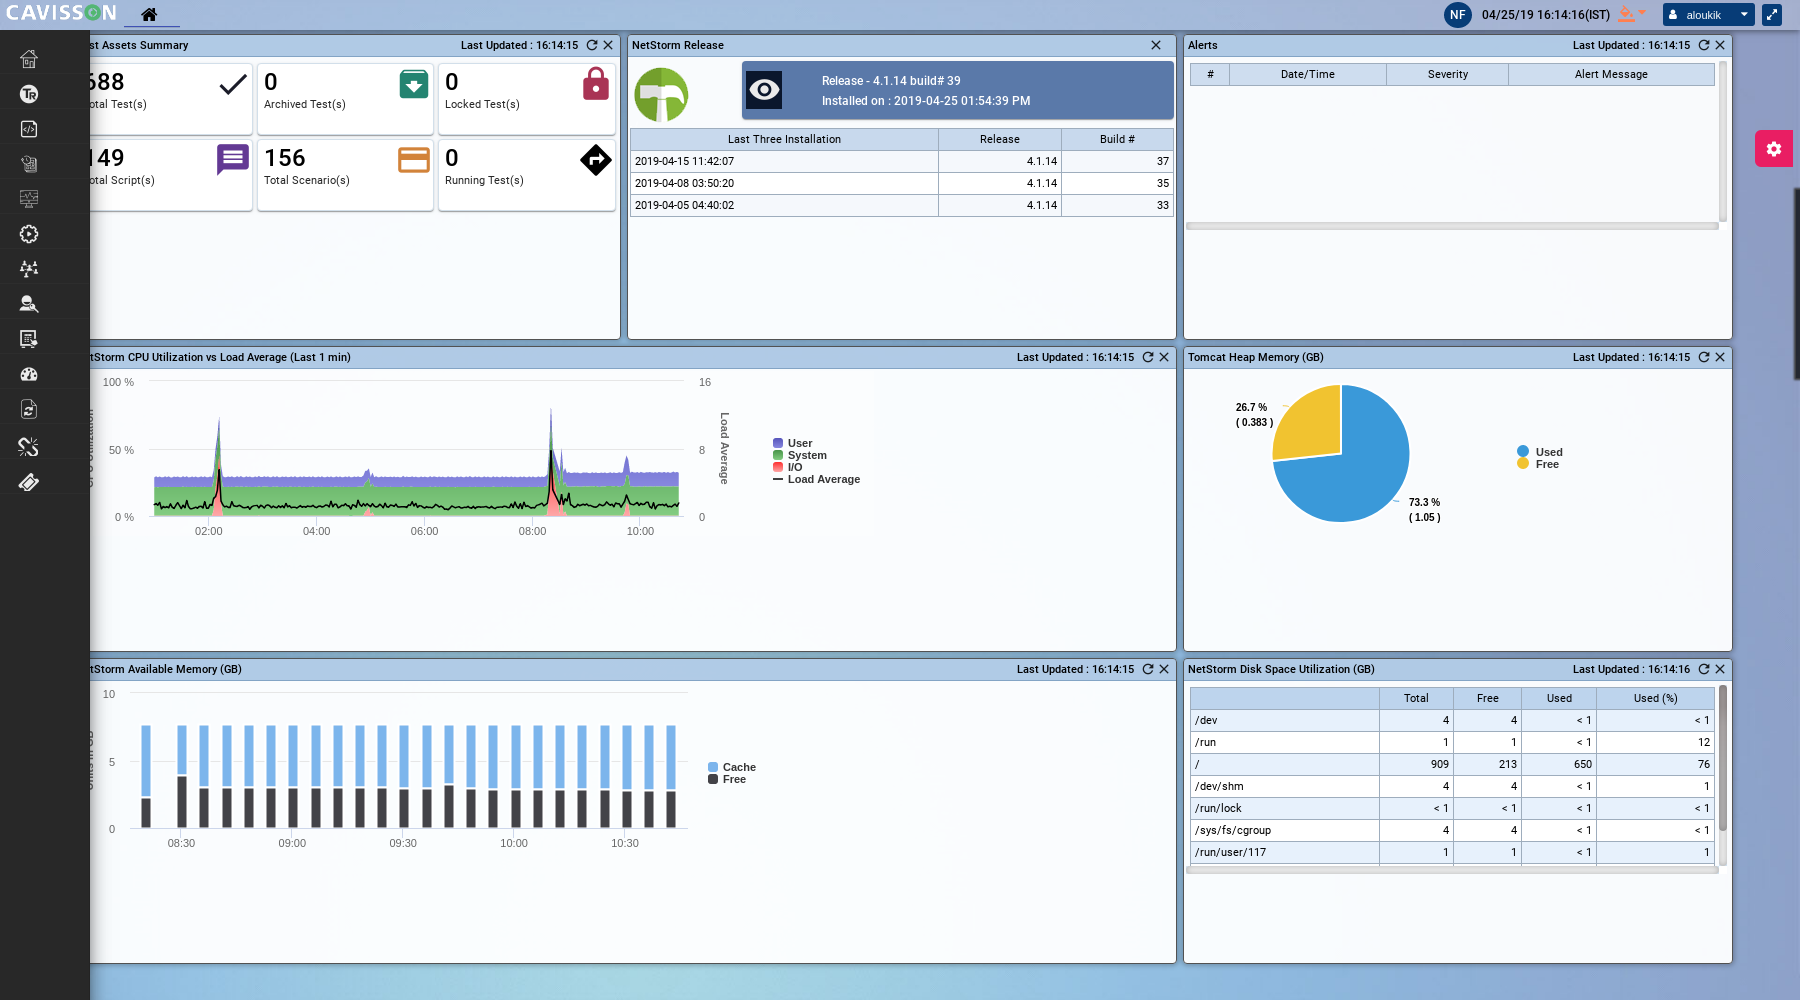 CAVISSON
NF 04/25/19 16:14:16(IST) aloukik
st Assets Summary Last Updated : 16:14:15
588
otal Test(s)
0
Archived Test(s)
0
Locked Test(s)
149
otal Script(s)
156
Total Scenario(s)
0
Running Test(s)
NetStorm Release
Release - 4.1.14 build# 39
Installed on : 2019-04-25 01:54:39 PM
Last Three Installation Release Build #
2019-04-15 11:42:07 4.1.14 37
2019-04-08 03:50:20 4.1.14 35
2019-04-05 04:40:02 4.1.14 33
Alerts Last Updated : 16:14:15
# Date/Time Severity Alert Message
tStorm CPU Utilization vs Load Average (Last 1 min) Last Updated : 16:14:15
100 %
50 %
0 %
16
8
0
Load Average
02:00 04:00 06:00 08:00 10:00
User
System
I/O
Load Average
Tomcat Heap Memory (GB) Last Updated : 16:14:15
26.7 %
( 0.383 )
73.3 %
( 1.05 )
Used
Free
tStorm Available Memory (GB) Last Updated : 16:14:15
10
5
0
08:30 09:00 09:30 10:00 10:30
Cache
Free
NetStorm Disk Space Utilization (GB) Last Updated : 16:14:16
Total Free Used Used (%)
/dev 4 4 < 1 < 1
/run 1 1 < 1 12
/ 909 213 650 76
/dev/shm 4 4 < 1 1
/run/lock < 1 < 1 < 1 < 1
/sys/fs/cgroup 4 4 < 1 < 1
/run/user/117 1 1 < 1 1